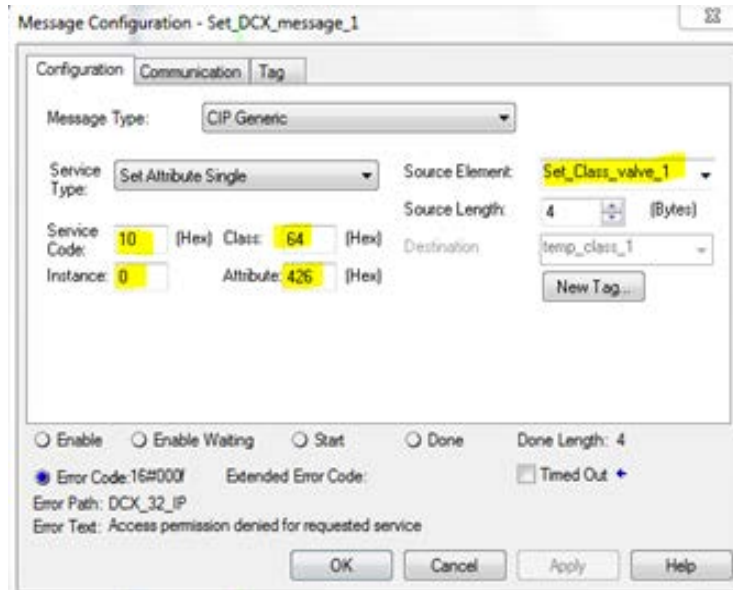 Message Configuration - Set_DCX_message_1
Configuration Communication Tag
Message Type: CIP Generic
Service Type: Set Attribute Single
Source Element: Set_Class_valve_1
Source Length: 4 (Bytes)
Service Code: 10 (Hex) Class: 64 (Hex)
Destination temp_class_1
Instance: 0 Attribute: 426 (Hex)
New Tag...
Enable Enable Waiting Start Done Done Length: 4
Error Code: 16#000f Extended Error Code: Timed Out
Error Path: DCX_32_IP
Error Text: Access permission denied for requested service
OK Cancel Apply Help